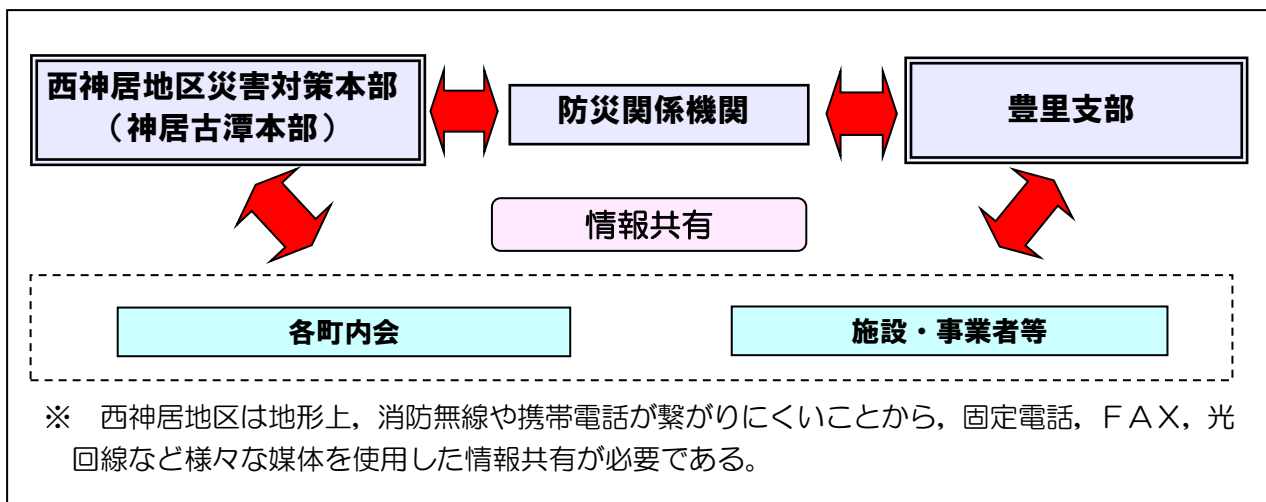 西神居地区災害対策本部
（神居古潭本部）
防災関係機関
豊里支部
情報共有
各町内会
施設・事業者等
※　西神居地区は地形上，消防無線や携帯電話が繋がりにくいことから，固定電話，ＦＡＸ，光
回線など様々な媒体を使用した情報共有が必要である。